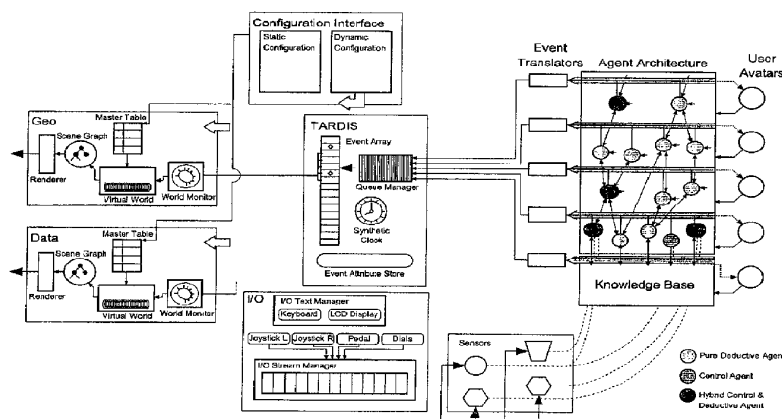 Configuration Interface
Static
Configuration
Dynamic
Configuration
Event
Translators
Agent Architecture
User
Avatars
Geo
Master Table
Scene Graph
Renderer
Virtual World
World Monitor
TARDIS
Event Array
Queue Manager
Synthetic
Clock
Event Attribute Store
Data
Master Table
Scene Graph
Renderer
Virtual World
World Monitor
Knowledge Base
I/O
I/O Text Manager
Keyboard
LCD Display
Joystick L
Joystick R
Pedal
Dials
I/O Stream Manager
Sensors
Pure Deductive Agen
Control Agent
Hybrid Control &
Deductive Agent